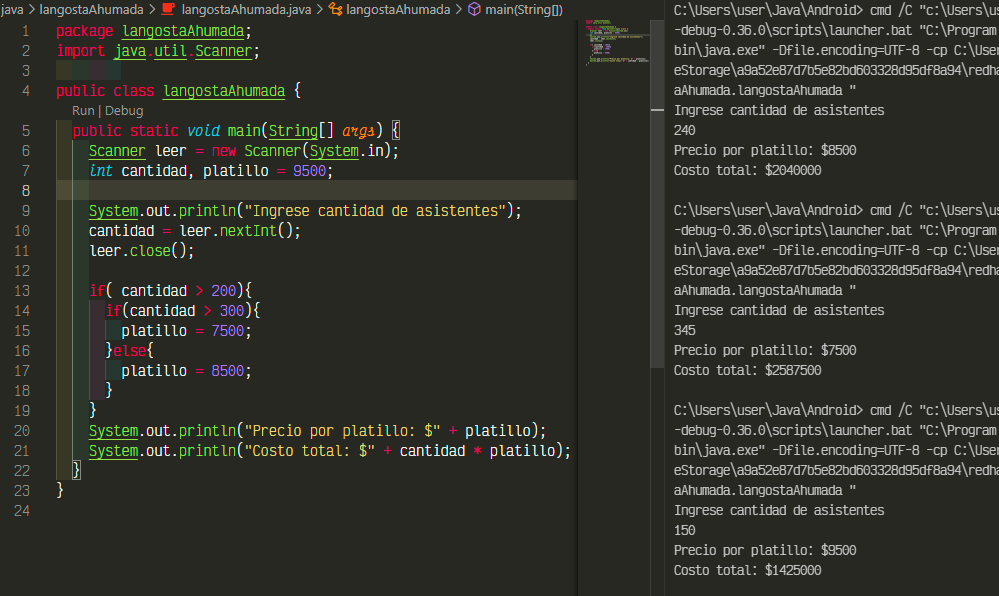 java > langostaAhumada > langostaAhumada.java > langostaAhumada > main(String[])
1 package langostaAhumada;
2 import java.util.Scanner;
3
4 public class langostaAhumada {
Run | Debug
5 public static void main(String[] args) {
6 Scanner leer = new Scanner(System.in);
7 int cantidad, platillo = 9500;
8
9 System.out.println("Ingrese cantidad de asistentes");
10 cantidad = leer.nextInt();
11 leer.close();
12
13 if( cantidad > 200){
14 if(cantidad > 300){
15 platillo = 7500;
16 }else{
17 platillo = 8500;
18 }
19 }
20 System.out.println("Precio por platillo: $" + platillo);
21 System.out.println("Costo total: $" + cantidad * platillo);
22 }
23 }
24
C:\Users\user\Java\Android> cmd /C "c:\Users\us
-debug-0.36.0\scripts\launcher.bat "C:\Program
bin\java.exe" -Dfile.encoding=UTF-8 -cp C:\User
eStorage\a9a52e87d7b5e82bd603328d95df8a94\redha
aAhumada.langostaAhumada "
Ingrese cantidad de asistentes
240
Precio por platillo: $8500
Costo total: $2040000
C:\Users\user\Java\Android> cmd /C "c:\Users\us
-debug-0.36.0\scripts\launcher.bat "C:\Program
bin\java.exe" -Dfile.encoding=UTF-8 -cp C:\User
eStorage\a9a52e87d7b5e82bd603328d95df8a94\redha
aAhumada.langostaAhumada "
Ingrese cantidad de asistentes
345
Precio por platillo: $7500
Costo total: $2587500
C:\Users\user\Java\Android> cmd /C "c:\Users\us
-debug-0.36.0\scripts\launcher.bat "C:\Program
bin\java.exe" -Dfile.encoding=UTF-8 -cp C:\User
eStorage\a9a52e87d7b5e82bd603328d95df8a94\redha
aAhumada.langostaAhumada "
Ingrese cantidad de asistentes
150
Precio por platillo: $9500
Costo total: $1425000